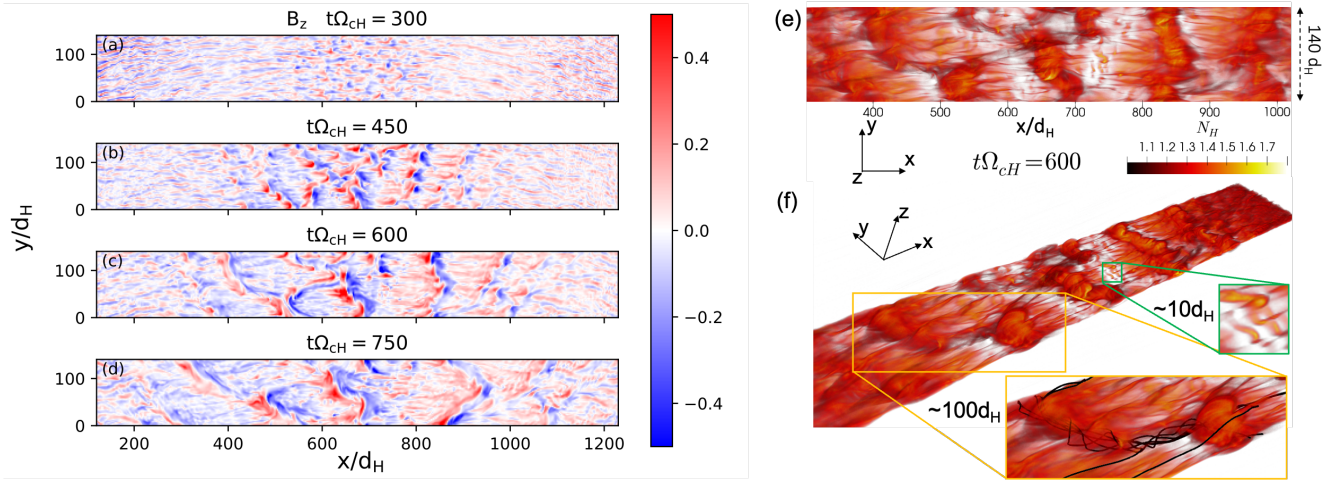 B_z tΩ_cH = 300
(a)
100
0
tΩ_cH = 450
(b)
100
0
tΩ_cH = 600
(c)
100
0
tΩ_cH = 750
(d)
100
0
200 400 600 800 1000 1200
x/d_H
y/d_H
0.4
0.2
0.0
−0.2
−0.4
(e)
140 d_H
400 500 600 700 800 900 1000
x/d_H
N_H
1.1 1.2 1.3 1.4 1.5 1.6 1.7
y
x
z
tΩ_cH = 600
(f)
z
y
x
~10d_H
~100d_H